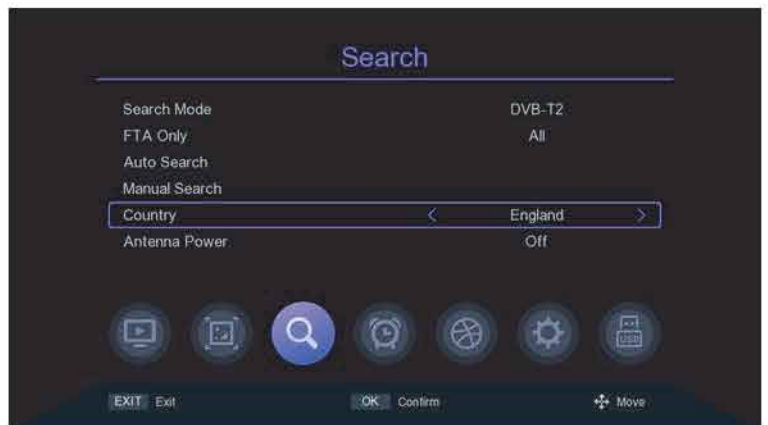 Search
Search Mode DVB-T2
FTA Only All
Auto Search
Manual Search
Country England
Antenna Power Off
USB
EXIT Exit OK Confirm Move